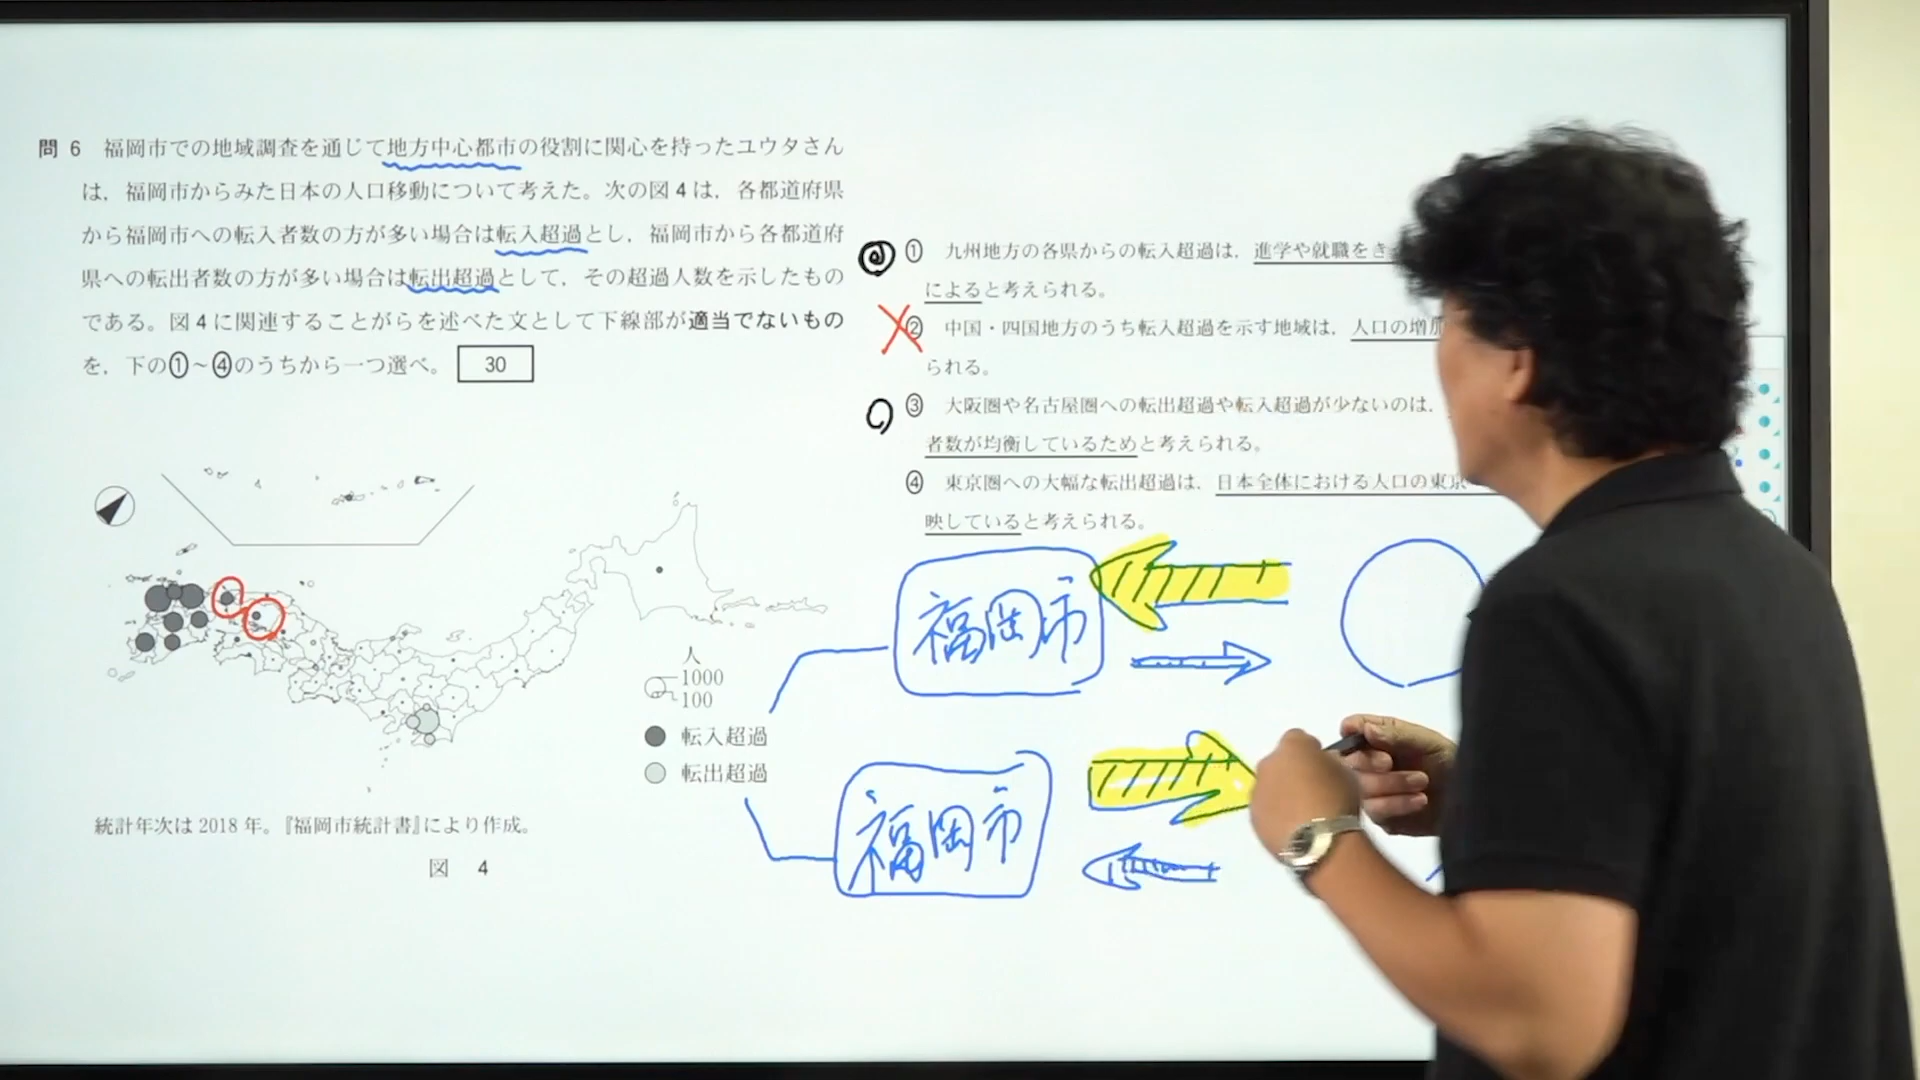 問 6 福岡市での地域調査を通じて地方中心都市の役割に関心を持ったユウタさん
は，福岡市からみた日本の人口移動について考えた。次の図 4 は，各都道府県
から福岡市への転入者数の方が多い場合は転入超過とし，福岡市から各都道府
県への転出者数の方が多い場合は転出超過として，その超過人数を示したもの
である。図 4 に関連することがらを述べた文として下線部が適当でないもの
を，下の①～④のうちから一つ選べ。 30
人
1000
100
転入超過
転出超過
統計年次は 2018 年。『福岡市統計書』により作成。
図 4
① 九州地方の各県からの転入超過は，進学や就職をき
によると考えられる。
② 中国・四国地方のうち転入超過を示す地域は，人口の増
られる。
③ 大阪圏や名古屋圏への転出超過や転入超過が少ないのは，
者数が均衡しているためと考えられる。
④ 東京圏への大幅な転出超過は，日本全体における人口の東京
映していると考えられる。
福岡市
福岡市